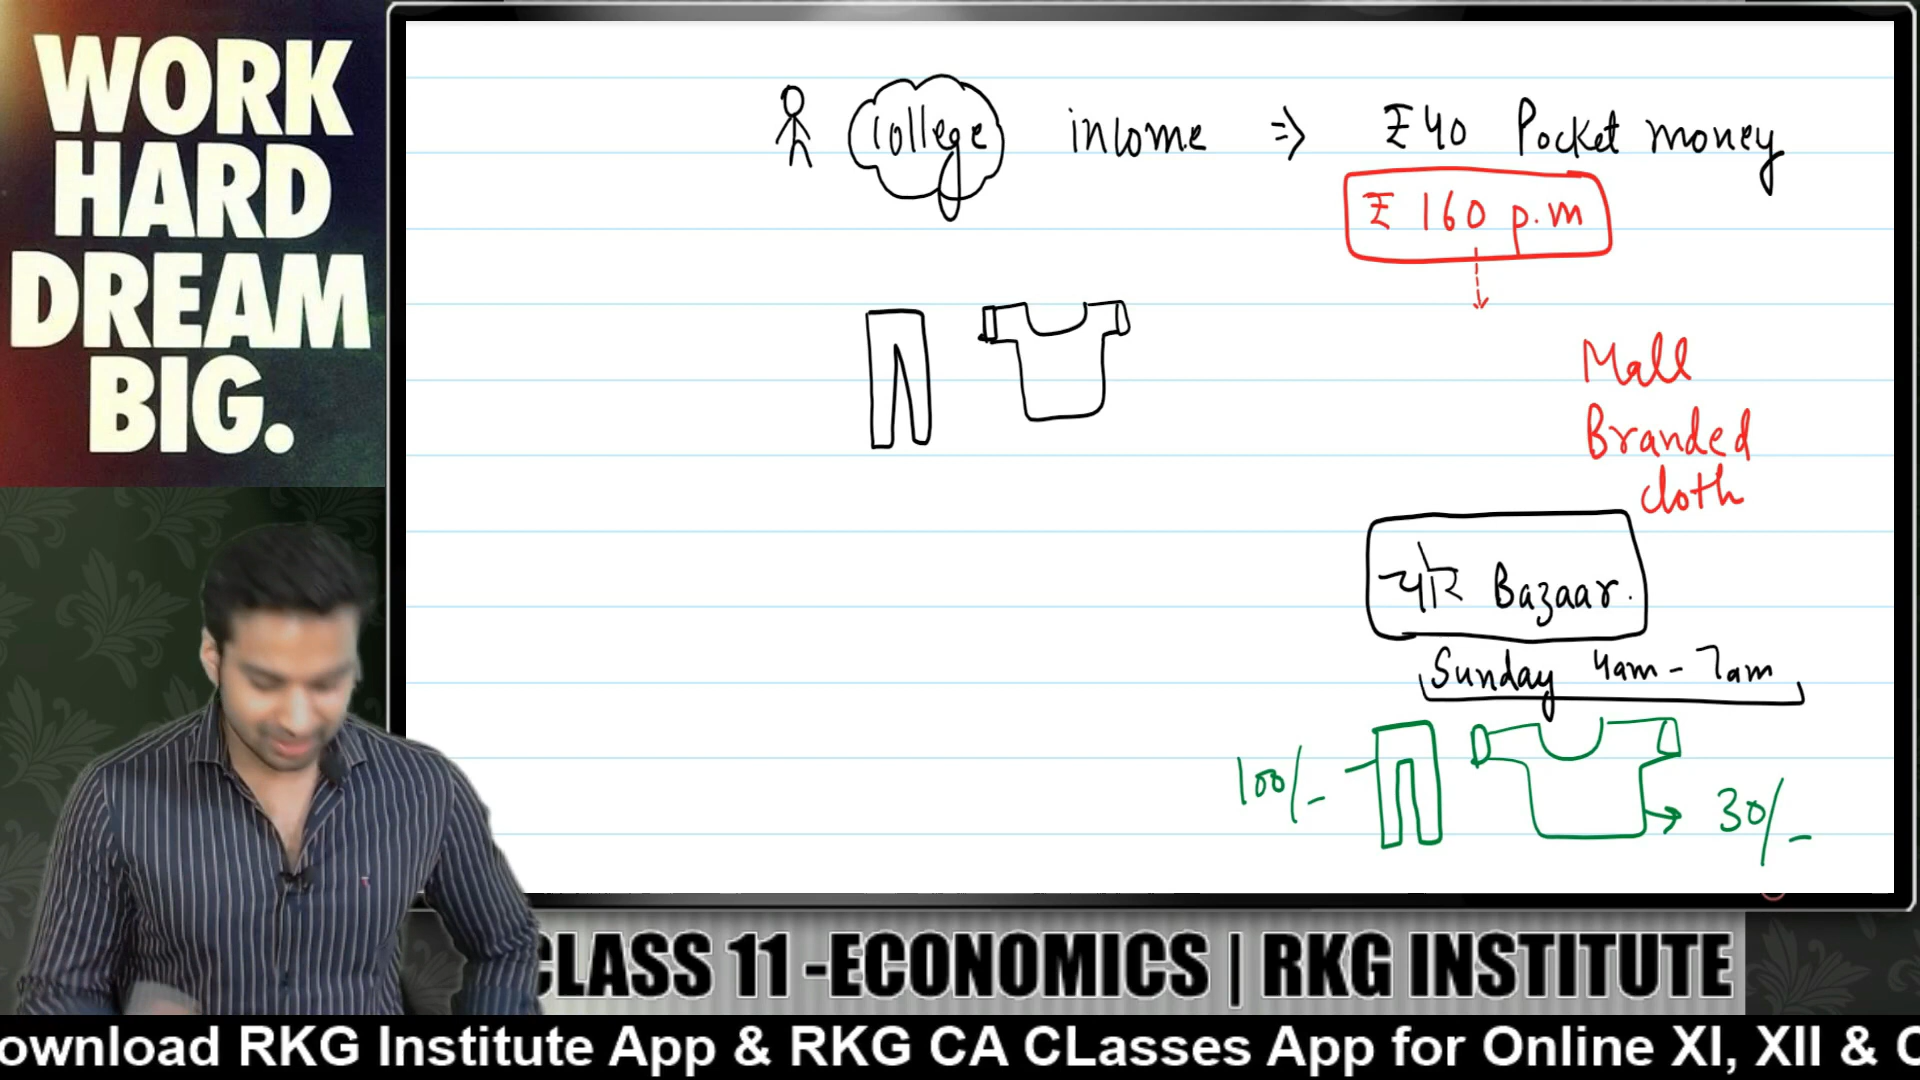 WORK
HARD
DREAM
BIG.
College income ⇒ ₹40 Pocket money
₹ 160 p.m
Mall
Branded
cloth
चोर Bazaar.
Sunday 4am - 7am
100/-
30/-
CLASS 11 -ECONOMICS | RKG INSTITUTE
ownload RKG Institute App & RKG CA CLasses App for Online XI, XII & C